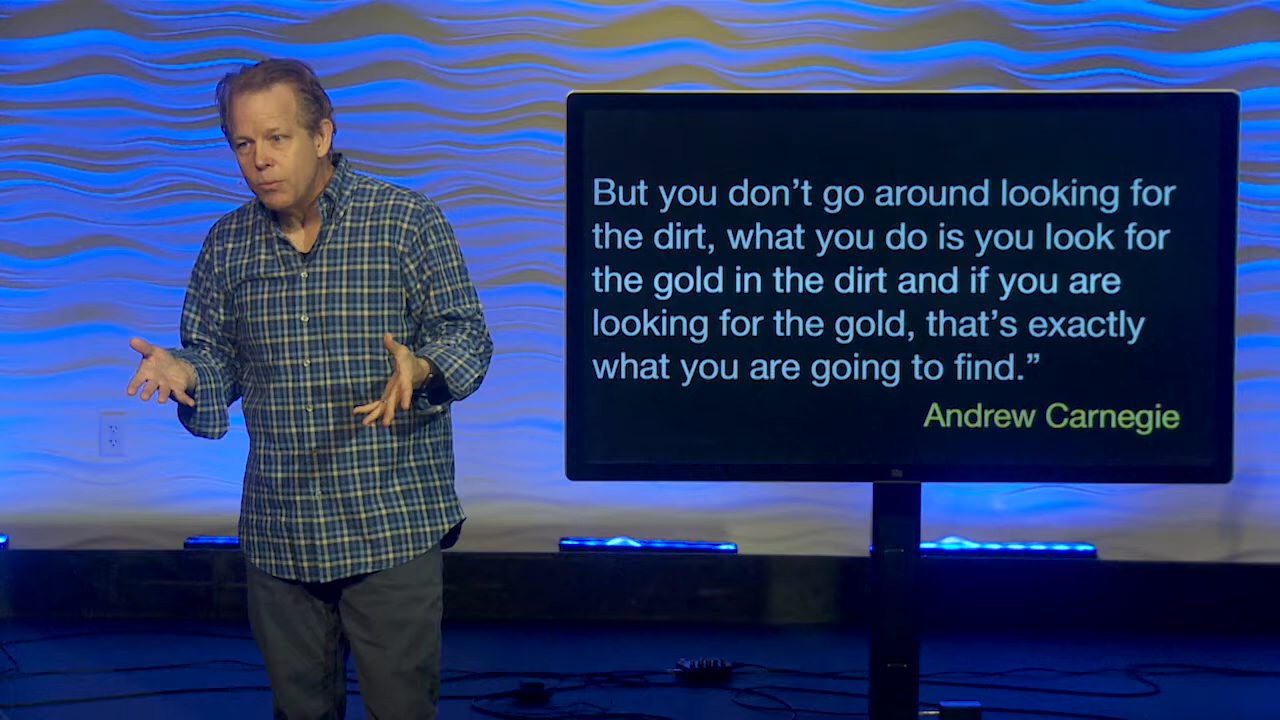 But you don’t go around looking for
the dirt, what you do is you look for
the gold in the dirt and if you are
looking for the gold, that’s exactly
what you are going to find.”
Andrew Carnegie